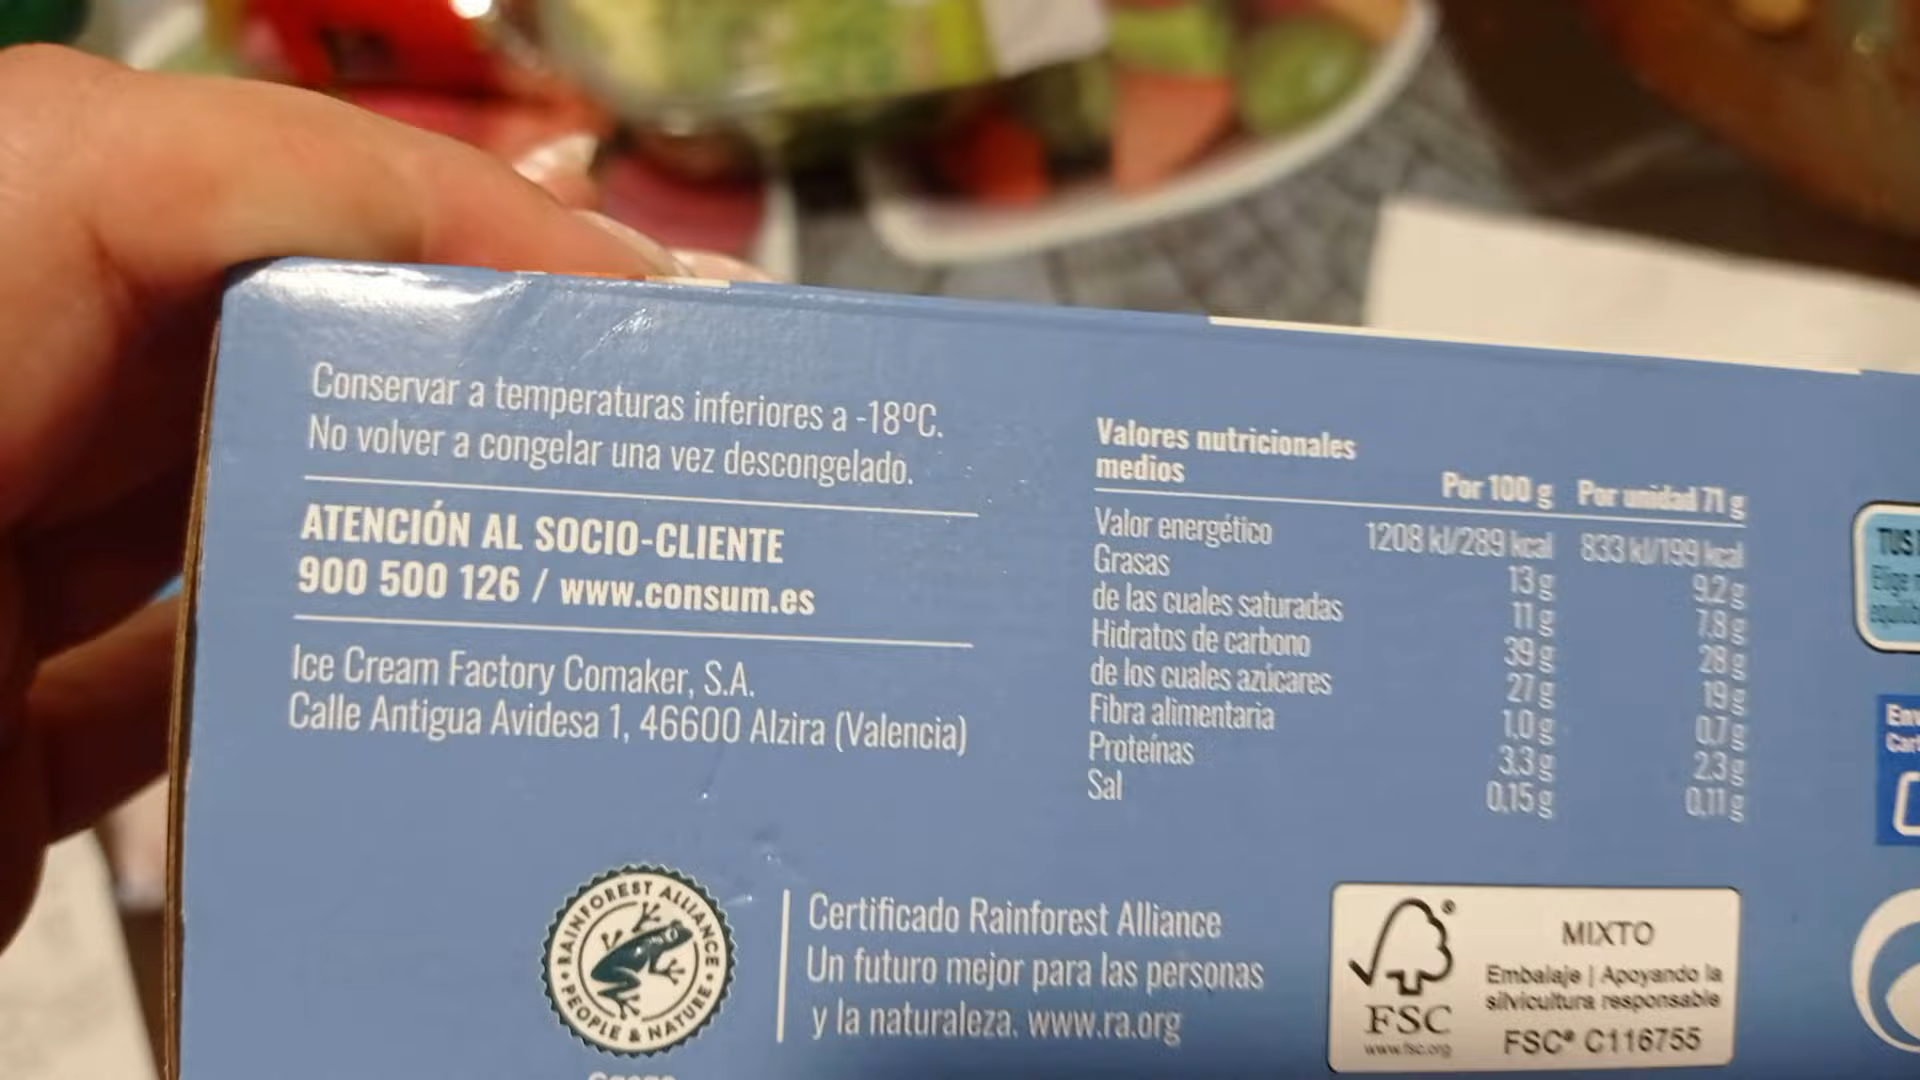 Conservar a temperaturas inferiores a -18ºC.
No volver a congelar una vez descongelado.
ATENCIÓN AL SOCIO-CLIENTE
900 500 126 / www.consum.es
Ice Cream Factory Comaker, S.A.
Calle Antigua Avidesa 1, 46600 Alzira (Valencia)
Valores nutricionales
medios
Por 100 g Por unidad 71 g
Valor energético 1208 kJ/289 kcal 833 kJ/199 kcal
Grasas 13 g 9,2 g
de las cuales saturadas 11 g 7,8 g
Hidratos de carbono 39 g 28 g
de los cuales azúcares 27 g 19 g
Fibra alimentaria 1,0 g 0,7 g
Proteínas 3,3 g 2,3 g
Sal 0,15 g 0,11 g
RAINFOREST ALLIANCE
PEOPLE & NATURE
Certificado Rainforest Alliance
Un futuro mejor para las personas
y la naturaleza. www.ra.org
FSC
www.fsc.org
MIXTO
Embalaje | Apoyando la
silvicultura responsable
FSC® C116755
TUS